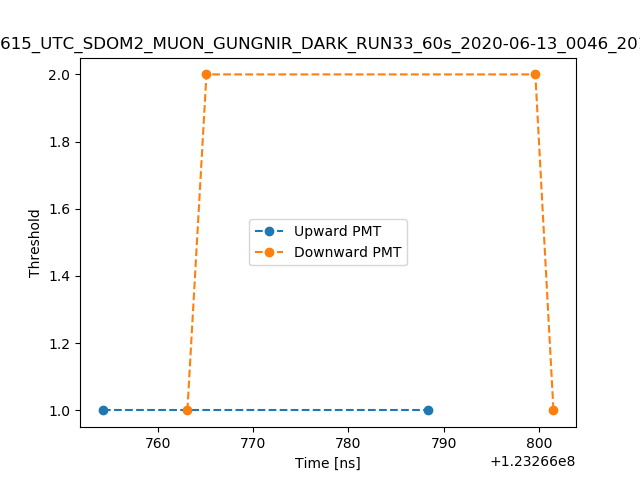 615_UTC_SDOM2_MUON_GUNGNIR_DARK_RUN33_60s_2020-06-13_0046_20
2.0
1.8
1.6
1.4
1.2
1.0
Threshold
Upward PMT
Downward PMT
760
770
780
790
800
Time [ns]
+1.23266e8